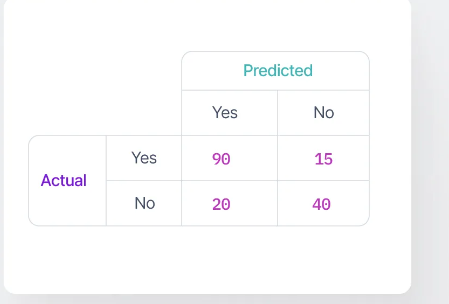 Predicted
Yes No
Yes 90 15
Actual
No 20 40